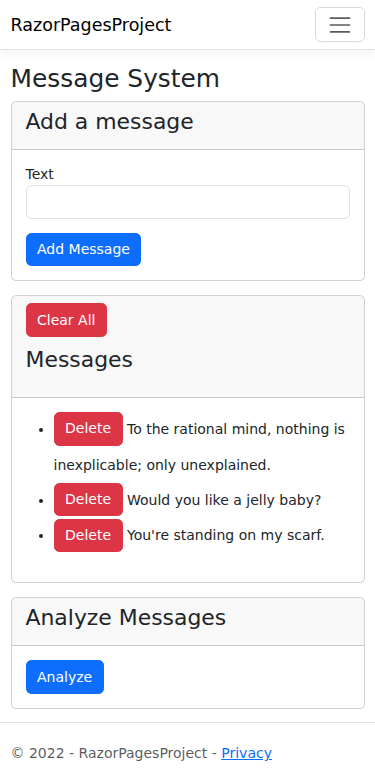 RazorPagesProject
Message System
Add a message
Text
Add Message
Clear All
Messages
Delete To the rational mind, nothing is
inexplicable; only unexplained.
Delete Would you like a jelly baby?
Delete You're standing on my scarf.
Analyze Messages
Analyze
© 2022 - RazorPagesProject - Privacy